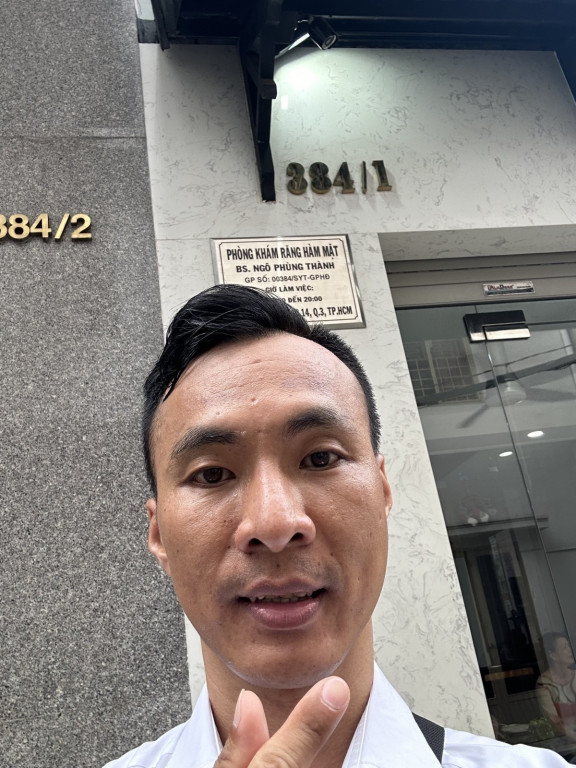 384|1
384/2
PHÒNG KHÁM RĂNG HÀM MẶT
BS. NGÔ PHÙNG THÀNH
GP SỐ: 00384/SYT-GPHĐ
GIỜ LÀM VIỆC:
ĐẾN 20:00
14, Q.3, TP.HCM